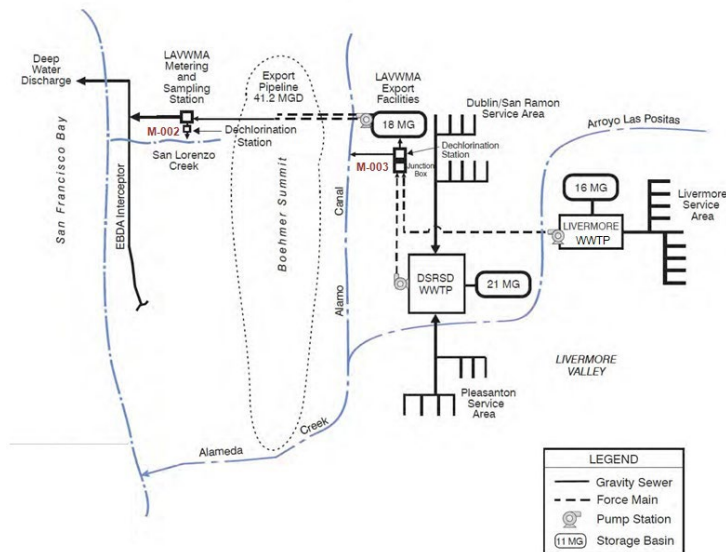 Deep
Water
Discharge
LAVWMA
Metering
and
Sampling
Station
Export
Pipeline
41.2 MGD
LAVWMA
Export
Facilities
18 MG
Dublin/San Ramon
Service Area
Arroyo Las Positas
M-002
Dechlorination
Station
San Lorenzo
Creek
M-003
Dechlorination
Station
Junction
Box
16 MG
Livermore
Service
Area
LIVERMORE
WWTP
San Francisco Bay
EBDA Interceptor
Boehmer Summit
Alamo
Canal
DSRSD
WWTP
21 MG
LIVERMORE
VALLEY
Pleasanton
Service
Area
Alameda
Creek
LEGEND
Gravity Sewer
Force Main
Pump Station
11 MG Storage Basin